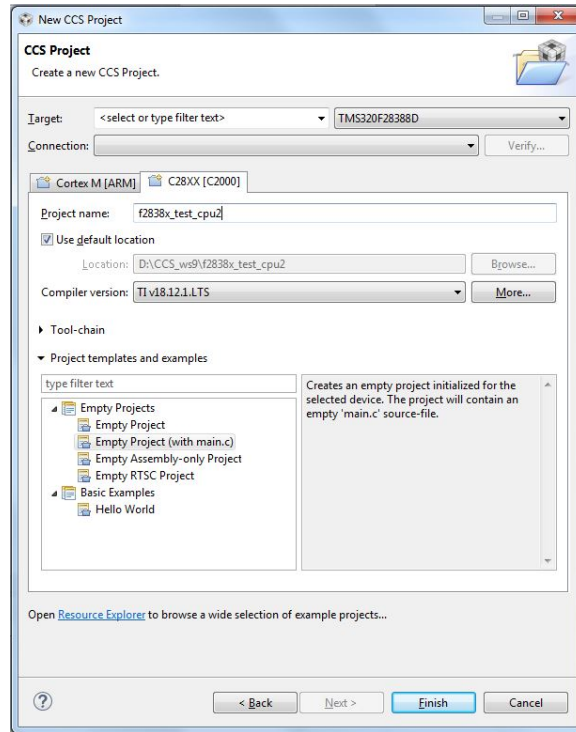 New CCS Project
CCS Project
Create a new CCS Project.
Target: <select or type filter text> TMS320F28388D
Connection: Verify...
Cortex M [ARM] C28XX [C2000]
Project name: f2838x_test_cpu2
Use default location
Location: D:\CCS_ws9\f2838x_test_cpu2 Browse...
Compiler version: TI v18.12.1.LTS More...
Tool-chain
Project templates and examples
type filter text
Empty Projects
Empty Project
Empty Project (with main.c)
Empty Assembly-only Project
Empty RTSC Project
Basic Examples
Hello World
Creates an empty project initialized for the
selected device. The project will contain an
empty 'main.c' source-file.
Open Resource Explorer to browse a wide selection of example projects...
? < Back Next > Finish Cancel